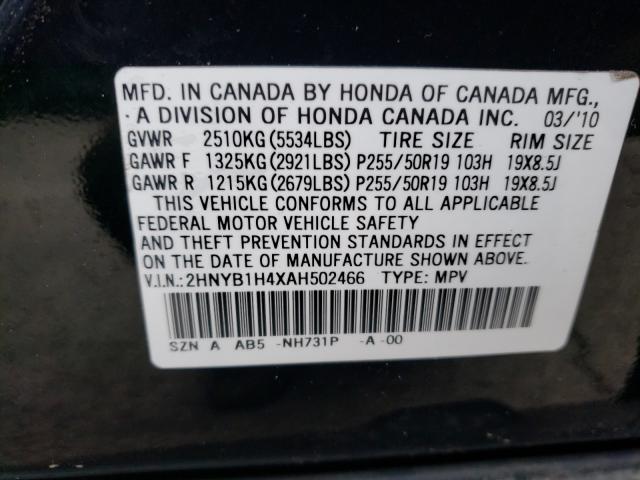 MFD. IN CANADA BY HONDA OF CANADA MFG.,
A DIVISION OF HONDA CANADA INC. 03/'10
GVWR 2510KG(5534LBS) TIRE SIZE RIM SIZE
GAWR F 1325KG(2921LBS) P255/50R19 103H 19X8.5J
GAWR R 1215KG(2679LBS) P255/50R19 103H 19X8.5J
THIS VEHICLE CONFORMS TO ALL APPLICABLE
FEDERAL MOTOR VEHICLE SAFETY
AND THEFT PREVENTION STANDARDS IN EFFECT
ON THE DATE OF MANUFACTURE SHOWN ABOVE.
V.I.N.: 2HNYB1H4XAH502466 TYPE: MPV
SZN A AB5 -NH731P -A -00